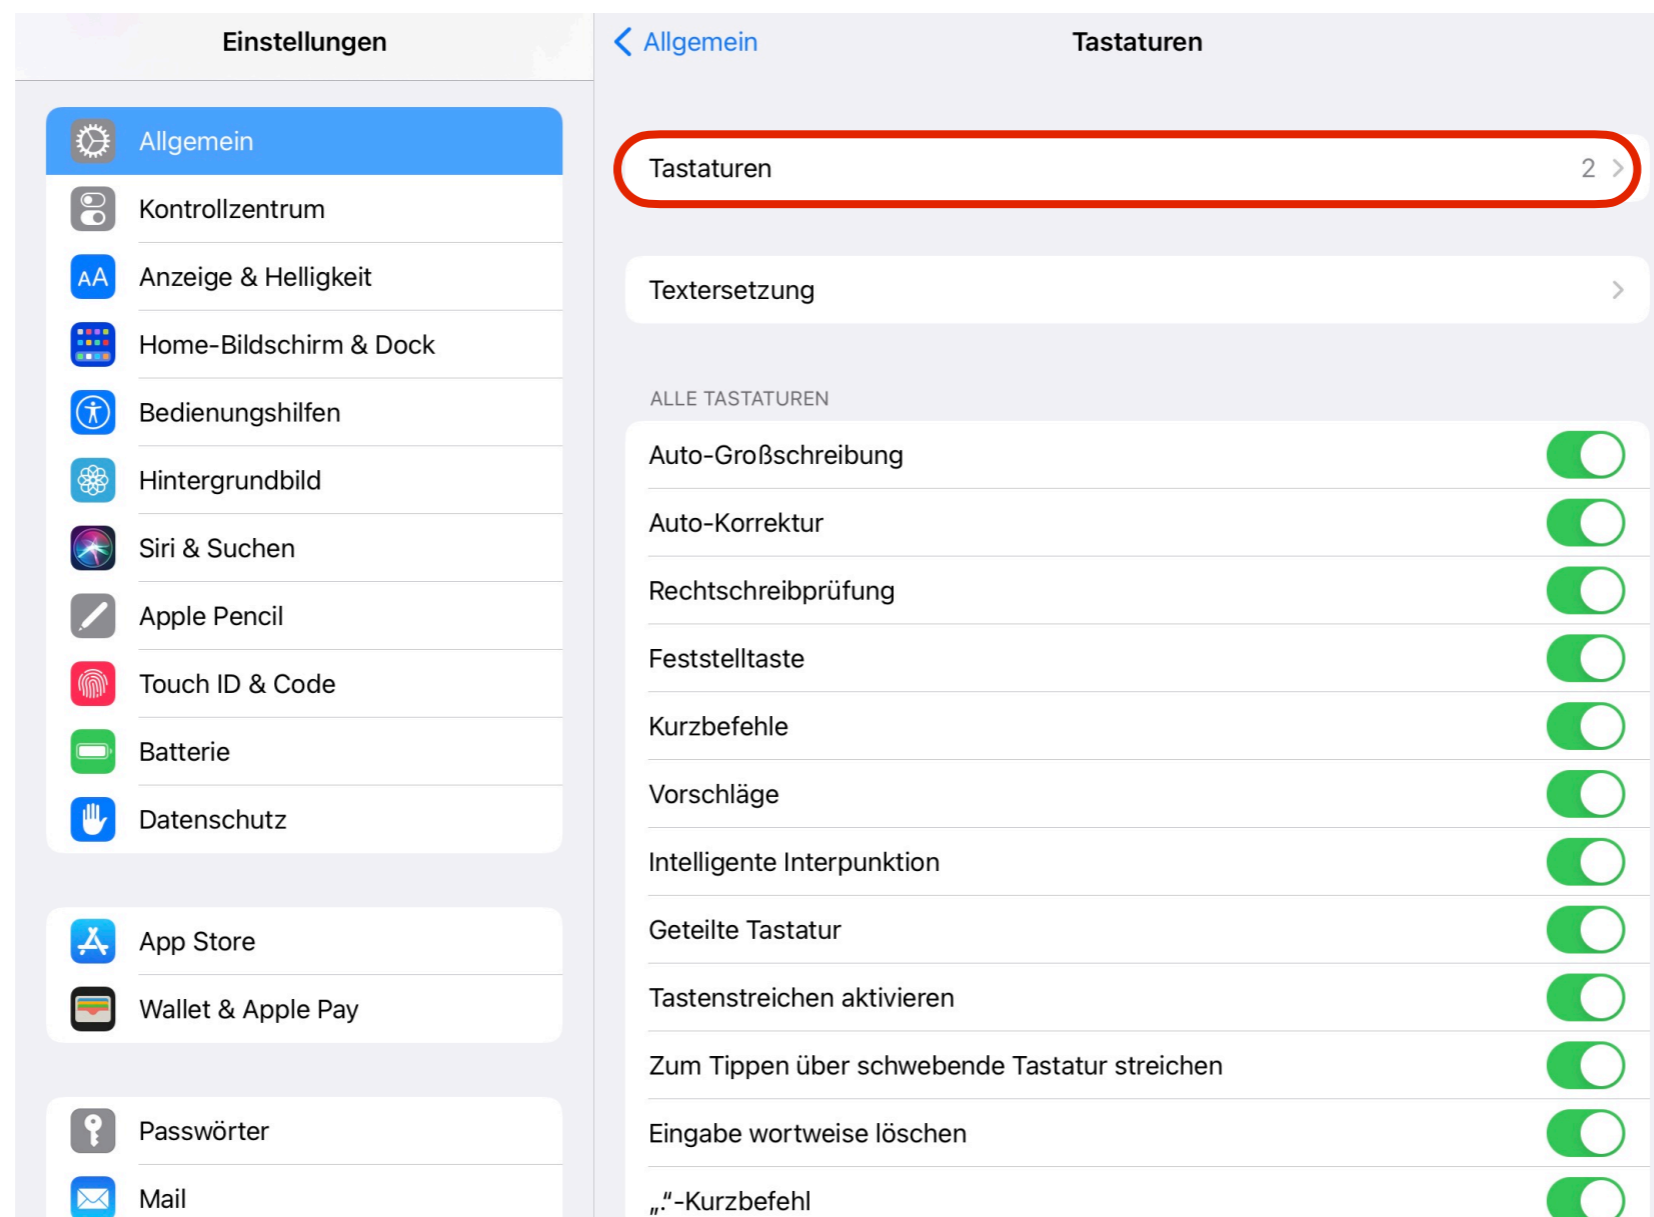 Einstellungen
Allgemein
Kontrollzentrum
AA
Anzeige & Helligkeit
Home-Bildschirm & Dock
Bedienungshilfen
Hintergrundbild
Siri & Suchen
Apple Pencil
Touch ID & Code
Batterie
Datenschutz
App Store
Wallet & Apple Pay
Passwörter
Mail
Allgemein
Tastaturen
Tastaturen 2
Textersetzung
ALLE TASTATUREN
Auto-Großschreibung
Auto-Korrektur
Rechtschreibprüfung
Feststelltaste
Kurzbefehle
Vorschläge
Intelligente Interpunktion
Geteilte Tastatur
Tastenstreichen aktivieren
Zum Tippen über schwebende Tastatur streichen
Eingabe wortweise löschen
„.“-Kurzbefehl